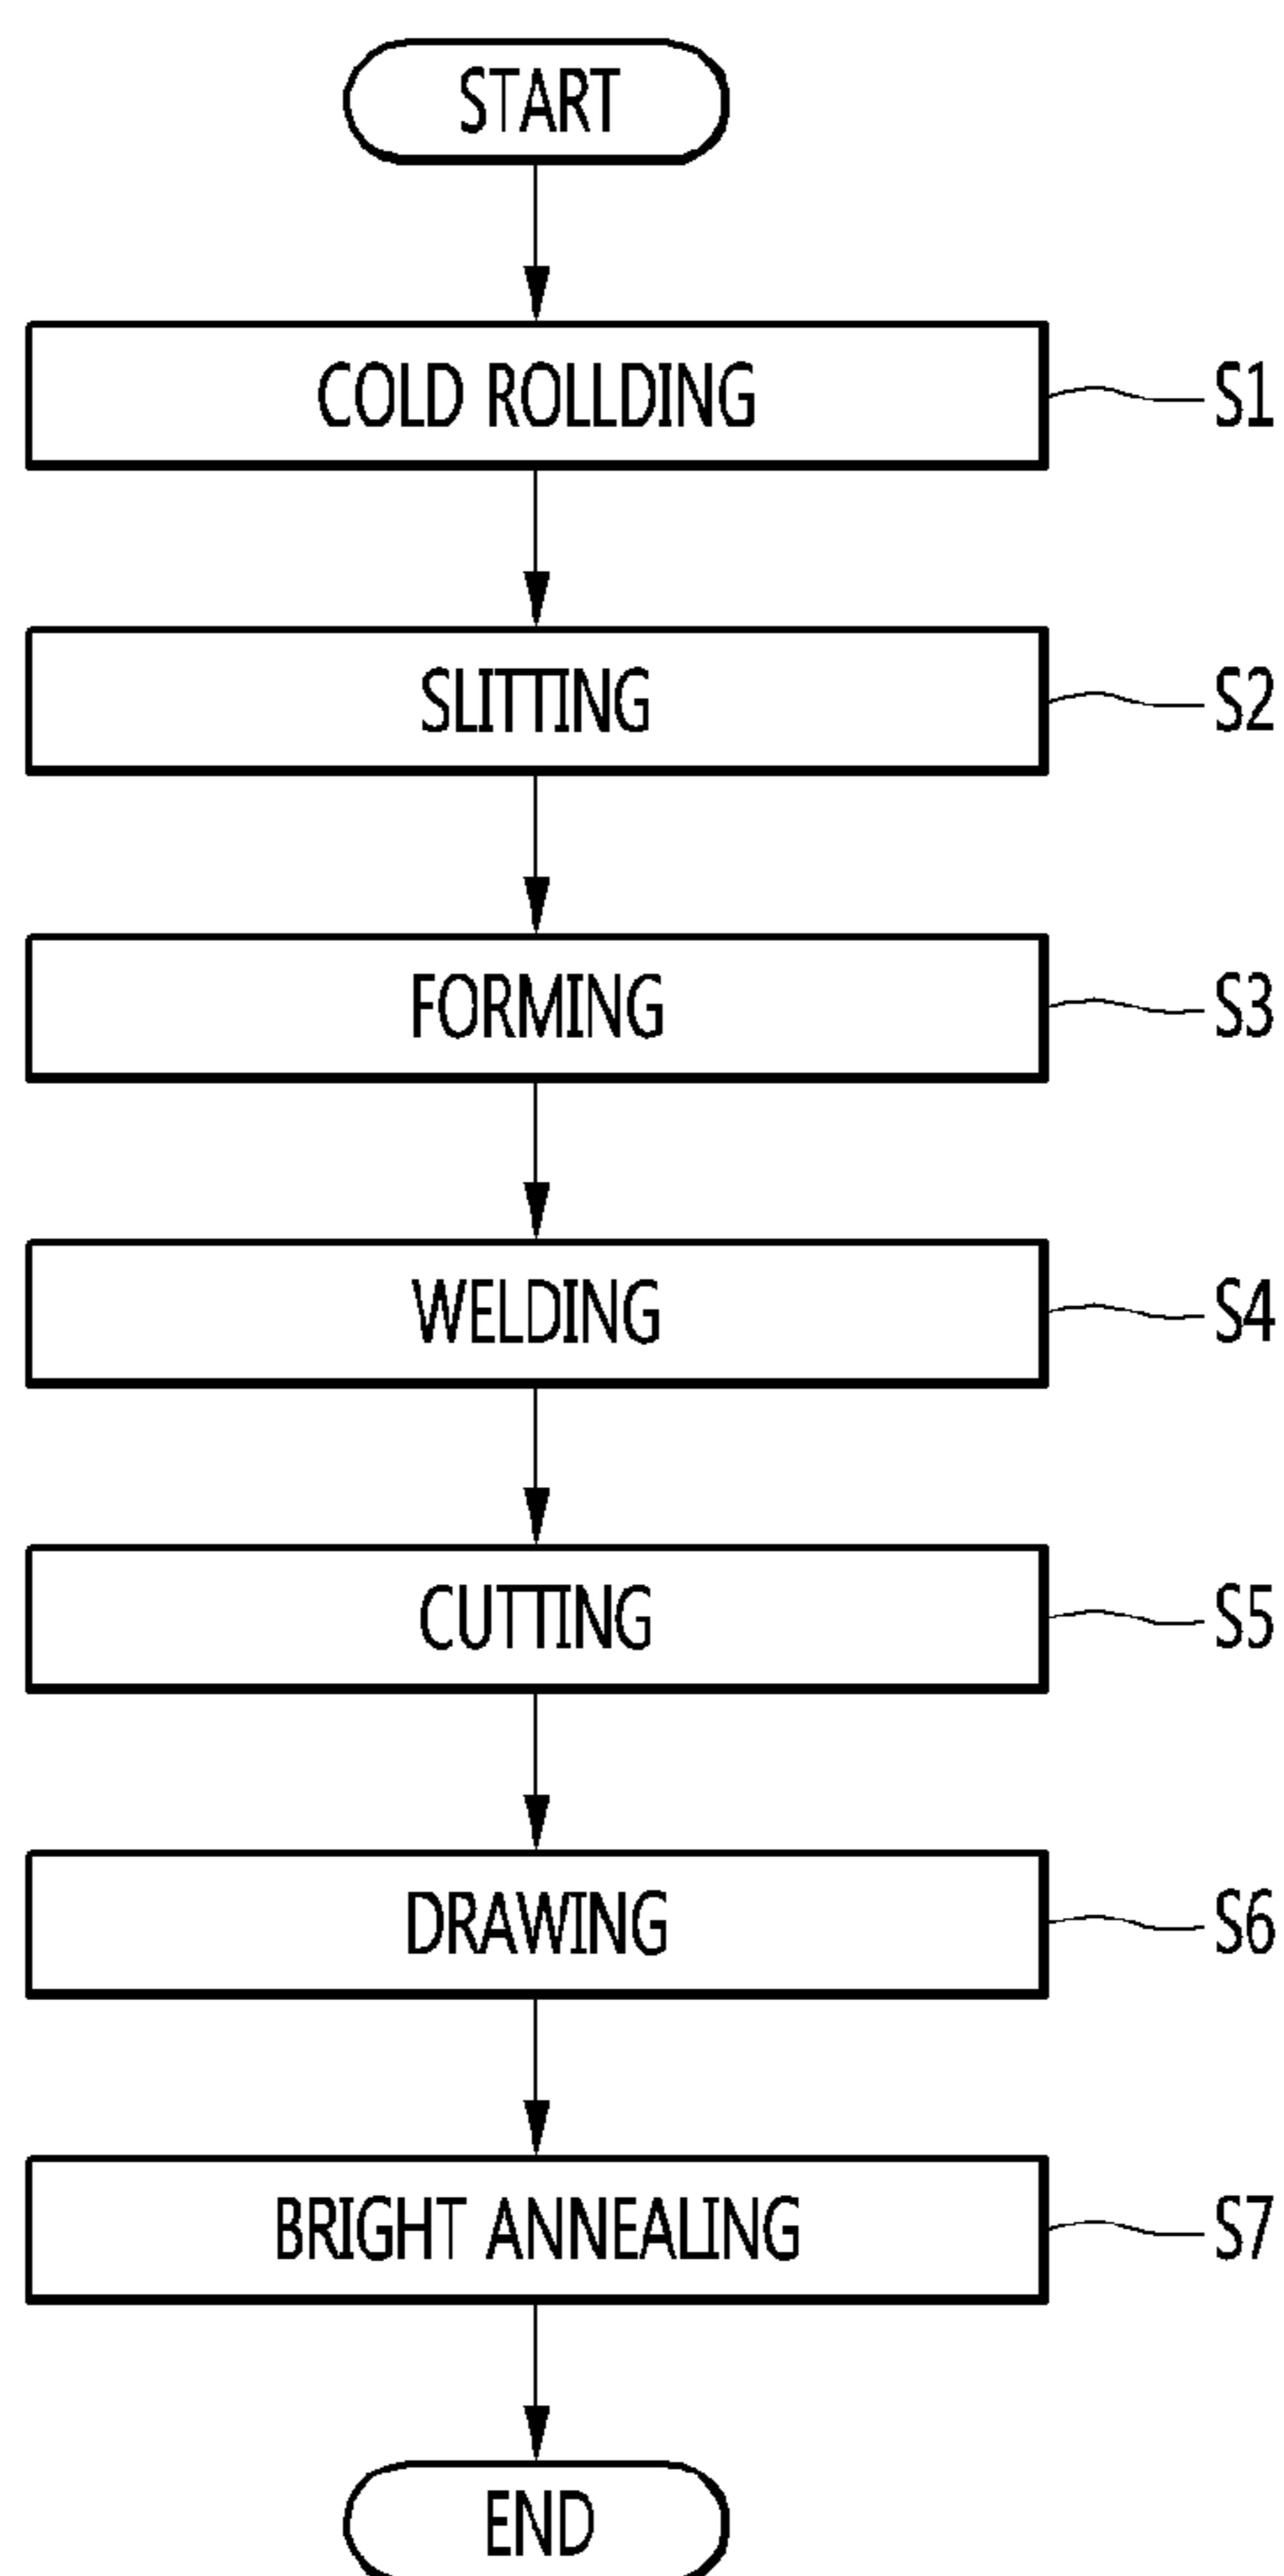 START
COLD ROLLDING S1
SLITTING S2
FORMING S3
WELDING S4
CUTTING S5
DRAWING S6
BRIGHT ANNEALING S7
END